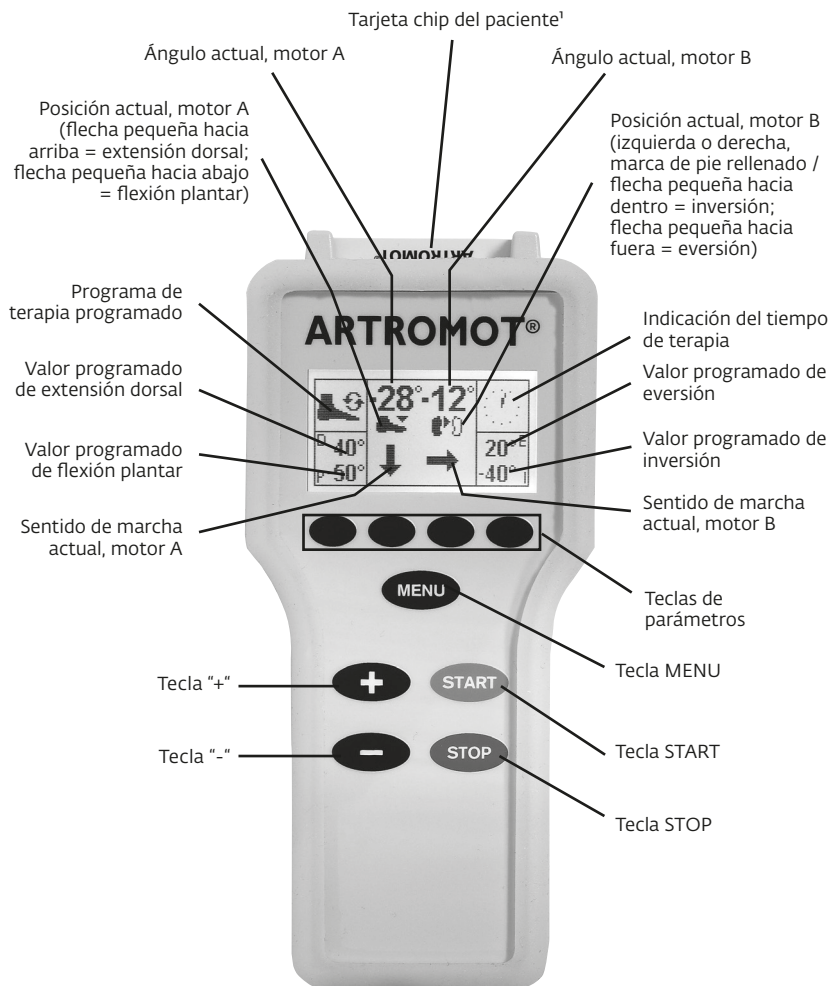 Tarjeta chip del paciente¹
Ángulo actual, motor A
Ángulo actual, motor B
Posición actual, motor A
(flecha pequeña hacia
arriba = extensión dorsal;
flecha pequeña hacia abajo
= flexión plantar)
Posición actual, motor B
(izquierda o derecha,
marca de pie rellenado /
flecha pequeña hacia
dentro = inversión;
flecha pequeña hacia
fuera = eversión)
ARTROMOT®
Programa de
terapia programado
Indicación del tiempo
de terapia
ARTROMOT®
Valor programado
de extensión dorsal
Valor programado de
eversión
-28° -12°
D 40°
P 50°
20° E
-40° I
Valor programado
de flexión plantar
Valor programado de
inversión
Sentido de marcha
actual, motor A
Sentido de marcha
actual, motor B
Teclas de
parámetros
MENU
Tecla MENU
Tecla "+"
+
START
Tecla START
Tecla "-"
-
STOP
Tecla STOP